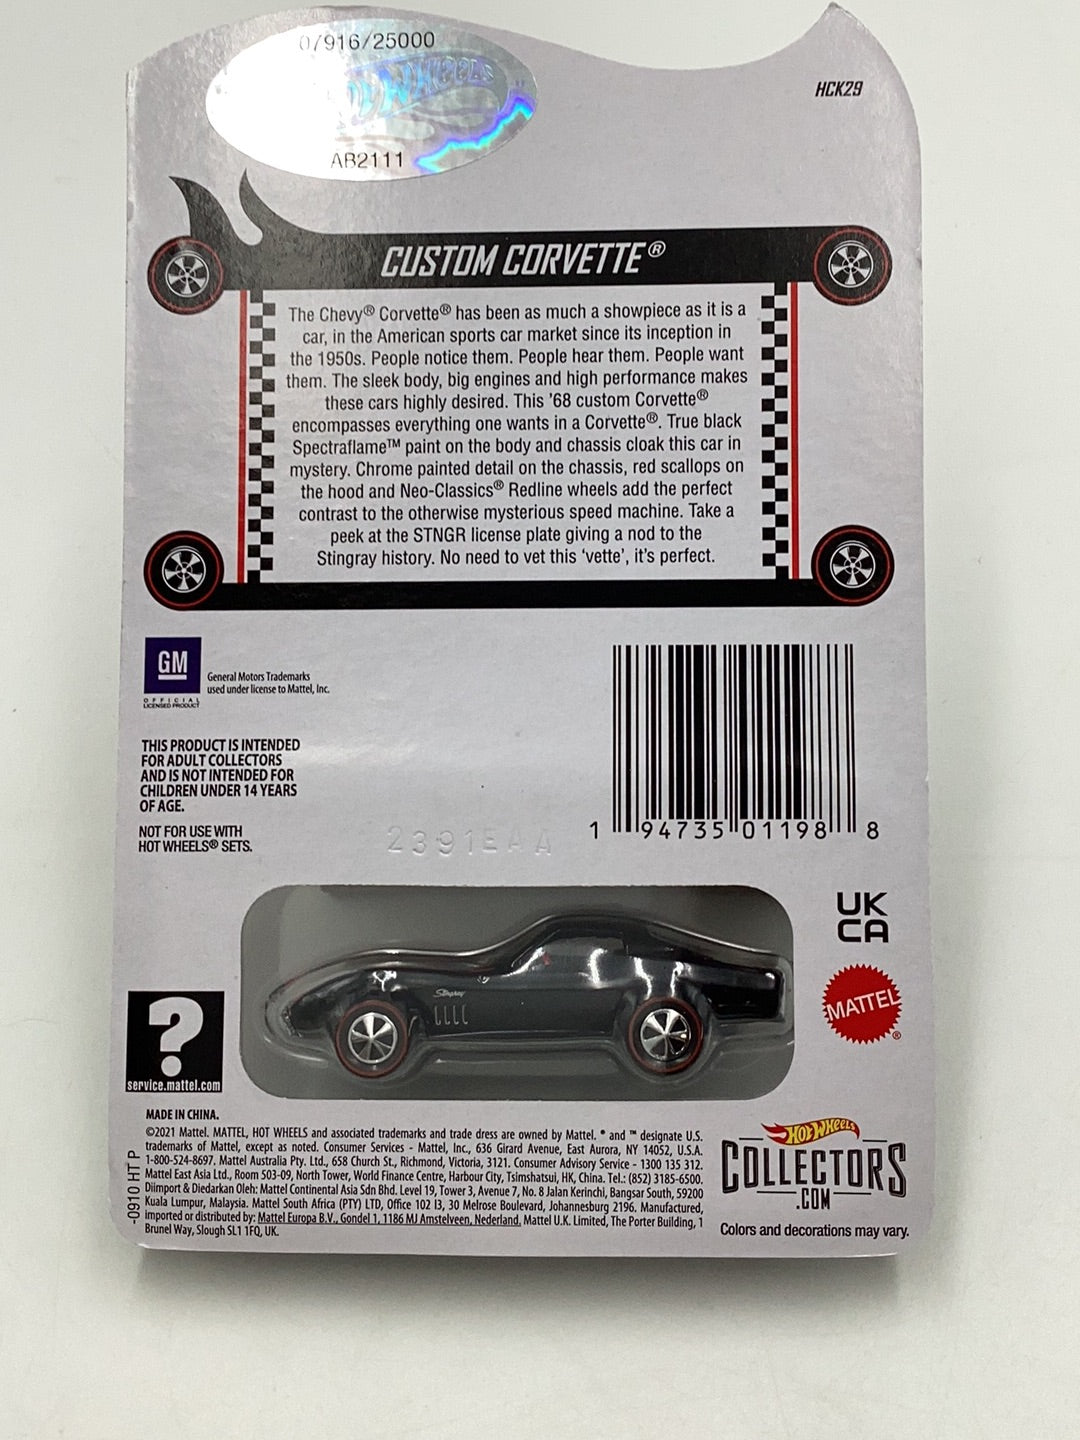 07916/25000
HOT WHEELS
AB2111
HCK29
CUSTOM CORVETTE®
The Chevy® Corvette® has been as much a showpiece as it is a
car, in the American sports car market since its inception in
the 1950s. People notice them. People hear them. People want
them. The sleek body, big engines and high performance makes
these cars highly desired. This '68 custom Corvette®
encompasses everything one wants in a Corvette®. True black
Spectraflame™ paint on the body and chassis cloak this car in
mystery. Chrome painted detail on the chassis, red scallops on
the hood and Neo-Classics® Redline wheels add the perfect
contrast to the otherwise mysterious speed machine. Take a
peek at the STNGR license plate giving a nod to the
Stingray history. No need to vet this 'vette', it's perfect.
GM
OFFICIAL
LICENSED PRODUCT
General Motors Trademarks
used under license to Mattel, Inc.
THIS PRODUCT IS INTENDED
FOR ADULT COLLECTORS
AND IS NOT INTENDED FOR
CHILDREN UNDER 14 YEARS
OF AGE.
NOT FOR USE WITH
HOT WHEELS® SETS.
2391EAA
1 94735 01198 8
UK
CA
MATTEL®
Stingray
?
service.mattel.com
MADE IN CHINA.
©2021 Mattel. MATTEL, HOT WHEELS and associated trademarks and trade dress are owned by Mattel. ® and ™ designate U.S.
trademarks of Mattel, except as noted. Consumer Services - Mattel, Inc., 636 Girard Avenue, East Aurora, NY 14052, U.S.A.
1-800-524-8697. Mattel Australia Pty. Ltd., 658 Church St., Richmond, Victoria, 3121. Consumer Advisory Service - 1300 135 312.
Mattel East Asia Ltd., Room 503-09, North Tower, World Finance Centre, Harbour City, Tsimshatsui, HK, China. Tel.: (852) 3185-6500.
Diimport & Diedarkan Oleh: Mattel Continental Asia Sdn Bhd. Level 19, Tower 3, Avenue 7, No. 8 Jalan Kerinchi, Bangsar South, 59200
Kuala Lumpur, Malaysia. Mattel South Africa (PTY) LTD, Office 102 I3, 30 Melrose Boulevard, Johannesburg 2196. Manufactured,
imported or distributed by: Mattel Europa B.V., Gondel 1, 1186 MJ Amstelveen, Nederland. Mattel U.K. Limited, The Porter Building, 1
Brunel Way, Slough SL1 1FQ, UK.
-0910 HT P
HOT WHEELS
COLLECTORS
.COM
Colors and decorations may vary.